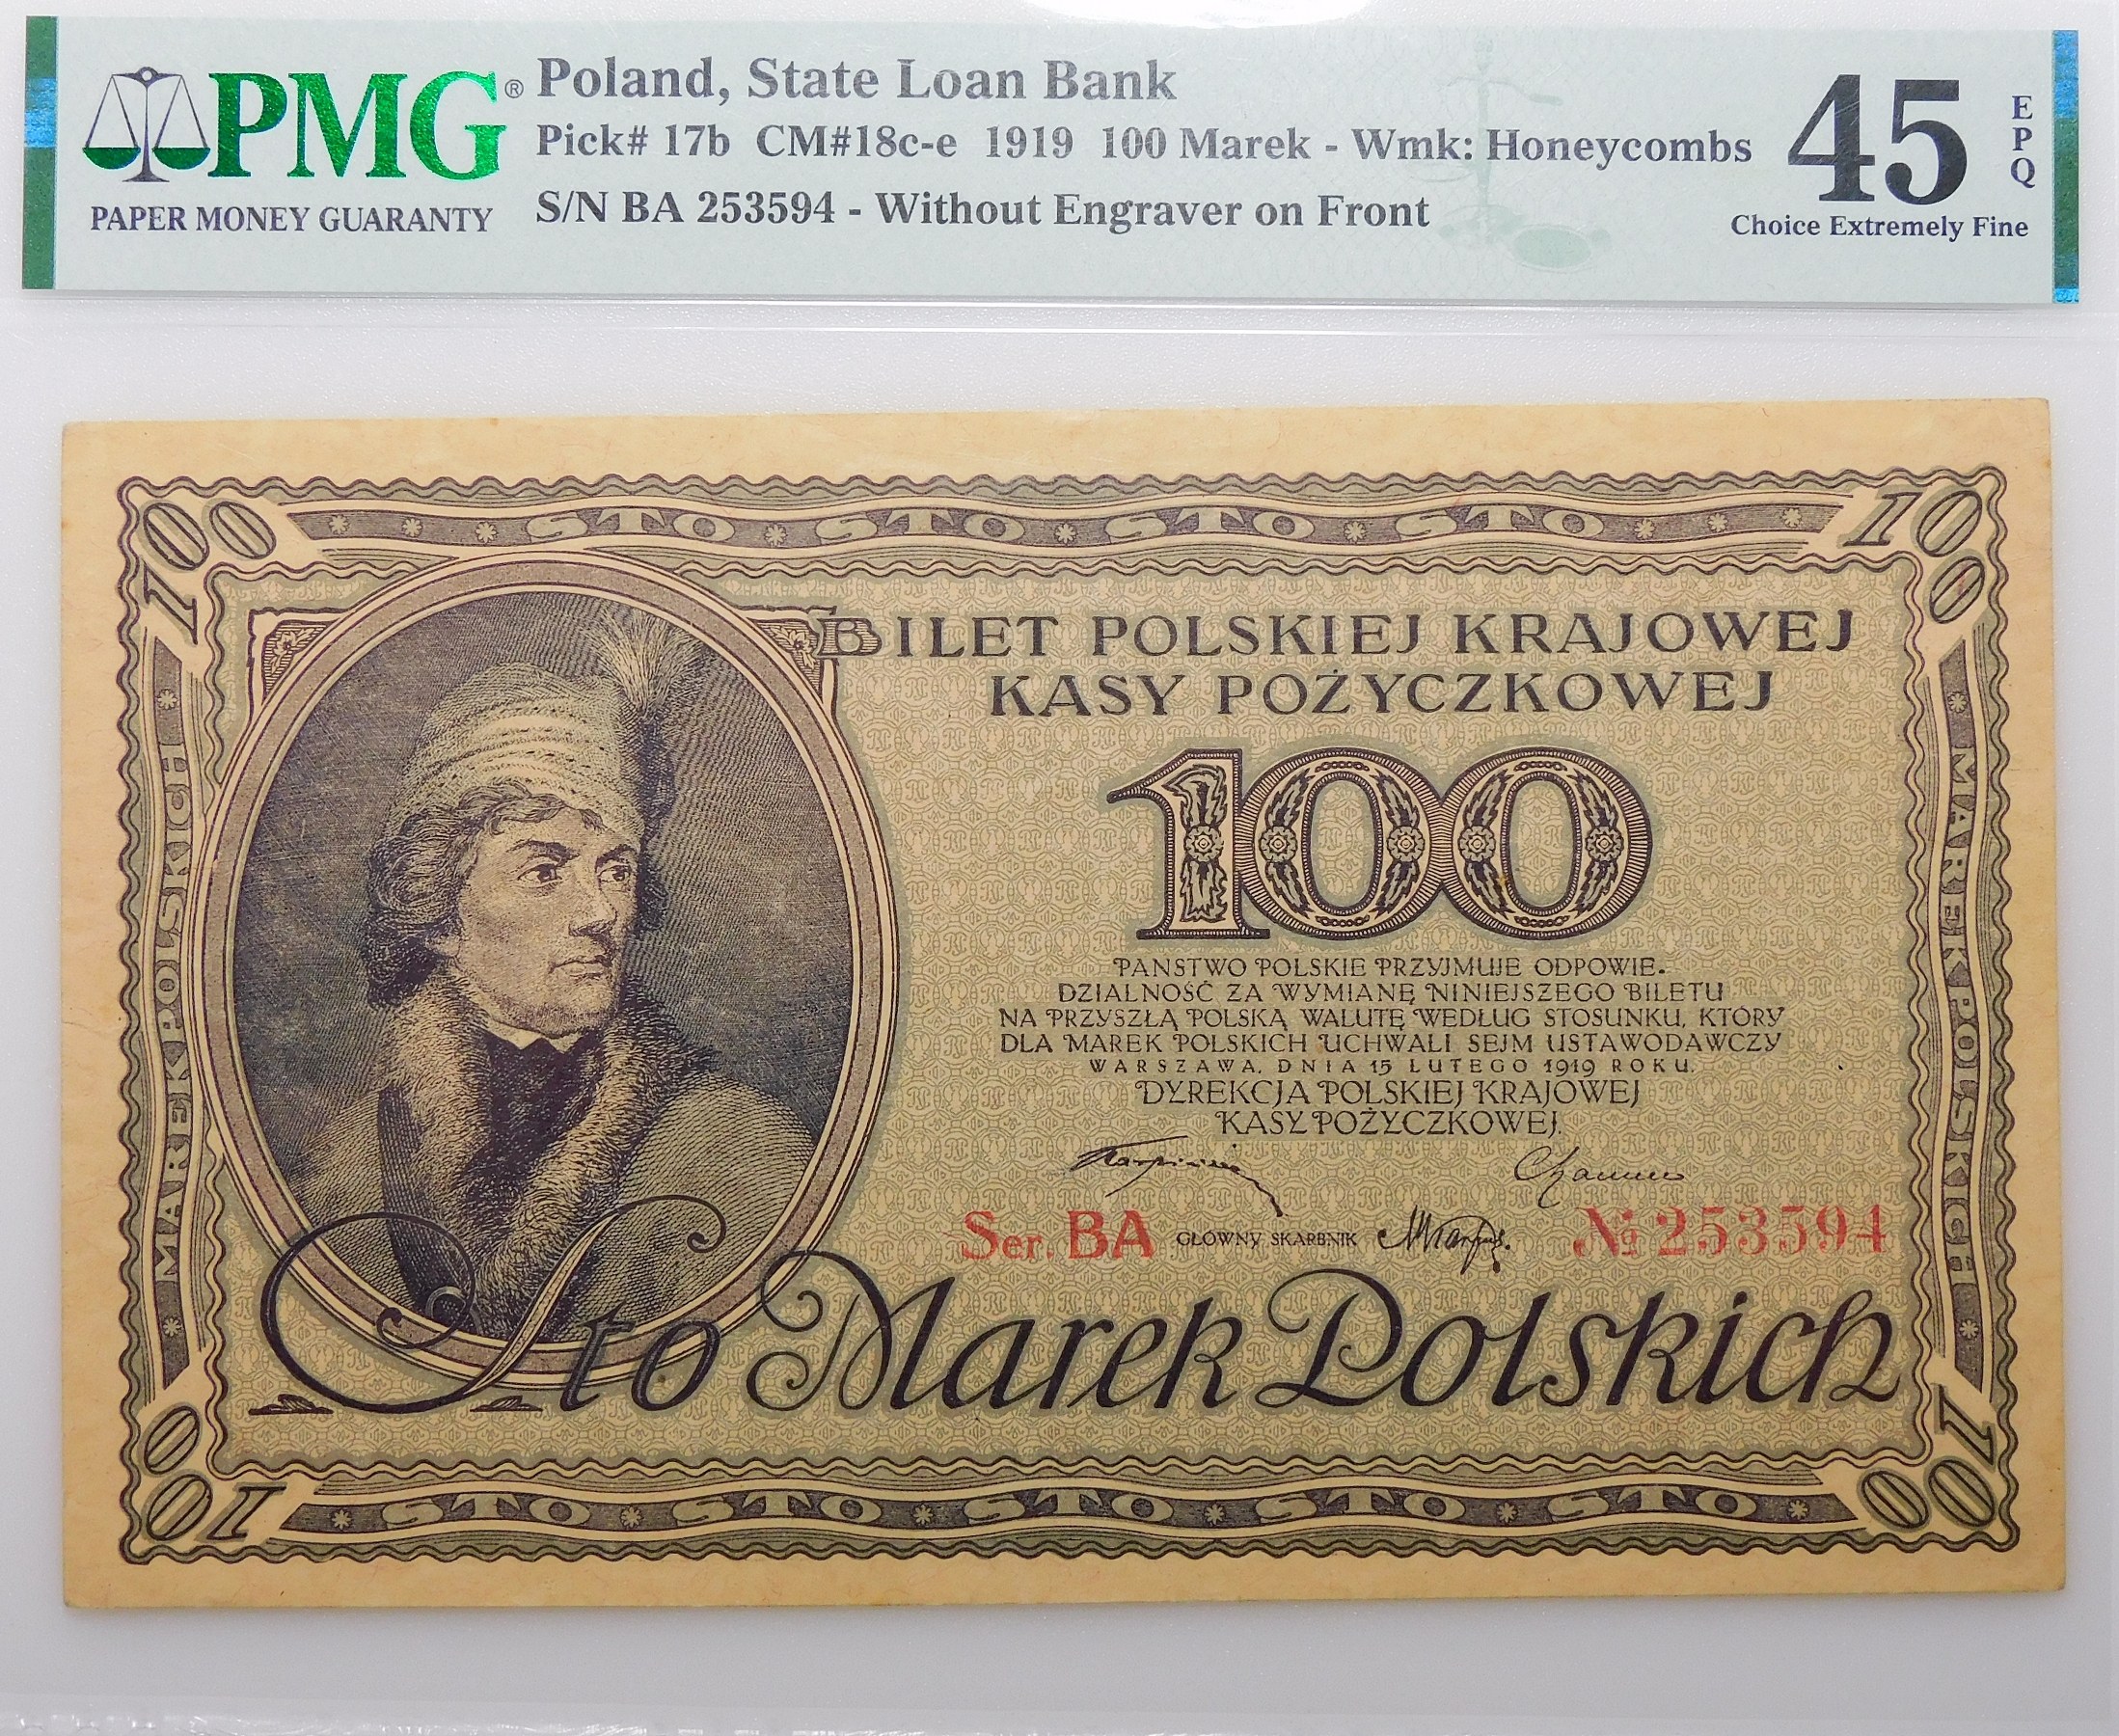 PMG®
PAPER MONEY GUARANTY
Poland, State Loan Bank
Pick# 17b CM#18c-e 1919 100 Marek - Wmk: Honeycombs
S/N BA 253594 - Without Engraver on Front
45
EPQ
Choice Extremely Fine
100 * * * STO * STO * STO * STO * * * 100
MAREK POLSKICH
MAREK POLSKICH
BILET POLSKIEJ KRAJOWEJ
KASY POŻYCZKOWEJ
100
PANSTWO POLSKIE PRZYJMUJE ODPOWIE-
DZIALNOŚĆ ZA WYMIANĘ NINIEJSZEGO BILETU
NA PRZYSZŁĄ POLSKĄ WALUTĘ WEDŁUG STOSUNKU, KTÓRY
DLA MAREK POLSKICH UCHWALI SEJM USTAWODAWCZY
WARSZAWA, DNIA 15 LUTEGO 1919 ROKU.
DYREKCJA POLSKIEJ KRAJOWEJ
KASY POŻYCZKOWEJ.
Ser. BA GŁÓWNY SKARBNIK № 253594
Sto Marek Polskich
100 * STO * STO * STO * STO * STO * 100